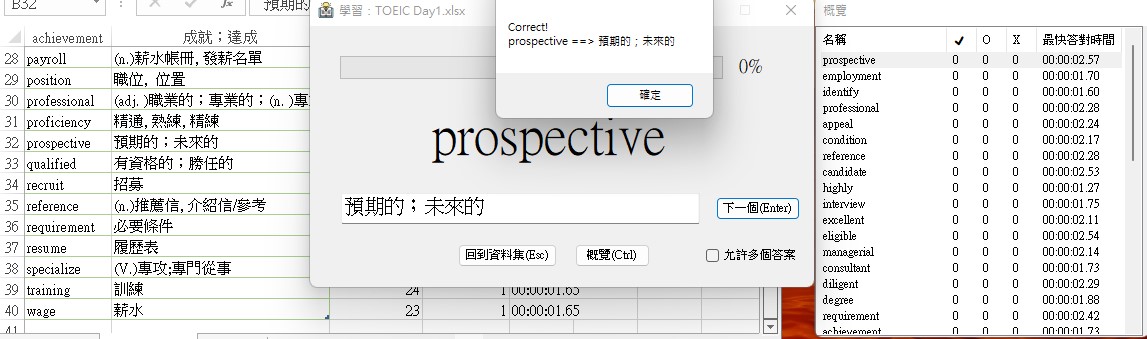 B32
fx
預期的
achievement 成就；達成
28 payroll (n.)薪水帳冊, 發薪名單
29 position 職位, 位置
30 professional (adj. )職業的；專業的；(n. )專
31 proficiency 精通, 熟練, 精練
32 prospective 預期的；未來的
33 qualified 有資格的；勝任的
34 recruit 招募
35 reference (n.)推薦信, 介紹信/參考
36 requirement 必要條件
37 resume 履歷表
38 specialize (V.)專攻;專門從事
39 training 訓練 24 1 00:00:01.65
40 wage 薪水 23 1 00:00:01.65
41
學習：TOEIC Day1.xlsx
Correct!
prospective ==> 預期的；未來的
確定
0%
prospective
預期的；未來的
下一個(Enter)
回到資料集(Esc) 概覽(Ctrl) 允許多個答案
概覽
名稱 ✓ O X 最快答對時間
prospective 0 0 0 00:00:02.57
employment 0 0 0 00:00:01.70
identify 0 0 0 00:00:01.60
professional 0 0 0 00:00:02.28
appeal 0 0 0 00:00:02.24
condition 0 0 0 00:00:02.17
reference 0 0 0 00:00:02.28
candidate 0 0 0 00:00:02.53
highly 0 0 0 00:00:01.27
interview 0 0 0 00:00:01.75
excellent 0 0 0 00:00:02.11
eligible 0 0 0 00:00:02.54
managerial 0 0 0 00:00:02.14
consultant 0 0 0 00:00:01.73
diligent 0 0 0 00:00:02.29
degree 0 0 0 00:00:01.88
requirement 0 0 0 00:00:02.42
achievement 0 0 0 00:00:01.73